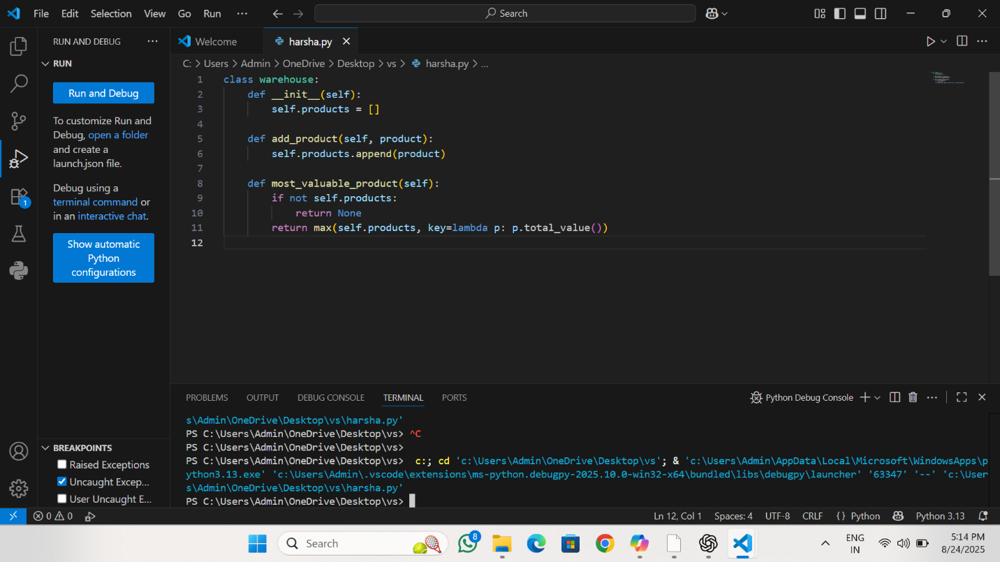 File Edit Selection View Go Run ··· Search
RUN AND DEBUG ···
RUN
Run and Debug
To customize Run and
Debug, open a folder
and create a
launch.json file.
Debug using a
terminal command or
in an interactive chat.
Show automatic
Python
configurations
1
BREAKPOINTS
Raised Exceptions
Uncaught Excep...
User Uncaught E...
Welcome harsha.py
C: > Users > Admin > OneDrive > Desktop > vs > harsha.py > ...
1 class warehouse:
2     def __init__(self):
3         self.products = []
4
5     def add_product(self, product):
6         self.products.append(product)
7
8     def most_valuable_product(self):
9         if not self.products:
10             return None
11         return max(self.products, key=lambda p: p.total_value())
12
PROBLEMS OUTPUT DEBUG CONSOLE TERMINAL PORTS Python Debug Console
s\Admin\OneDrive\Desktop\vs\harsha.py'
PS C:\Users\Admin\OneDrive\Desktop\vs> ^C
PS C:\Users\Admin\OneDrive\Desktop\vs>
PS C:\Users\Admin\OneDrive\Desktop\vs>  c:; cd 'c:\Users\Admin\OneDrive\Desktop\vs'; & 'c:\Users\Admin\AppData\Local\Microsoft\WindowsApps\p
ython3.13.exe' 'c:\Users\Admin\.vscode\extensions\ms-python.debugpy-2025.10.0-win32-x64\bundled\libs\debugpy\launcher' '63347' '--' 'c:\User
s\Admin\OneDrive\Desktop\vs\harsha.py'
PS C:\Users\Admin\OneDrive\Desktop\vs>
0 0 Ln 12, Col 1 Spaces: 4 UTF-8 CRLF {} Python Python 3.13
Search 8
ENG
IN
5:14 PM
8/24/2025